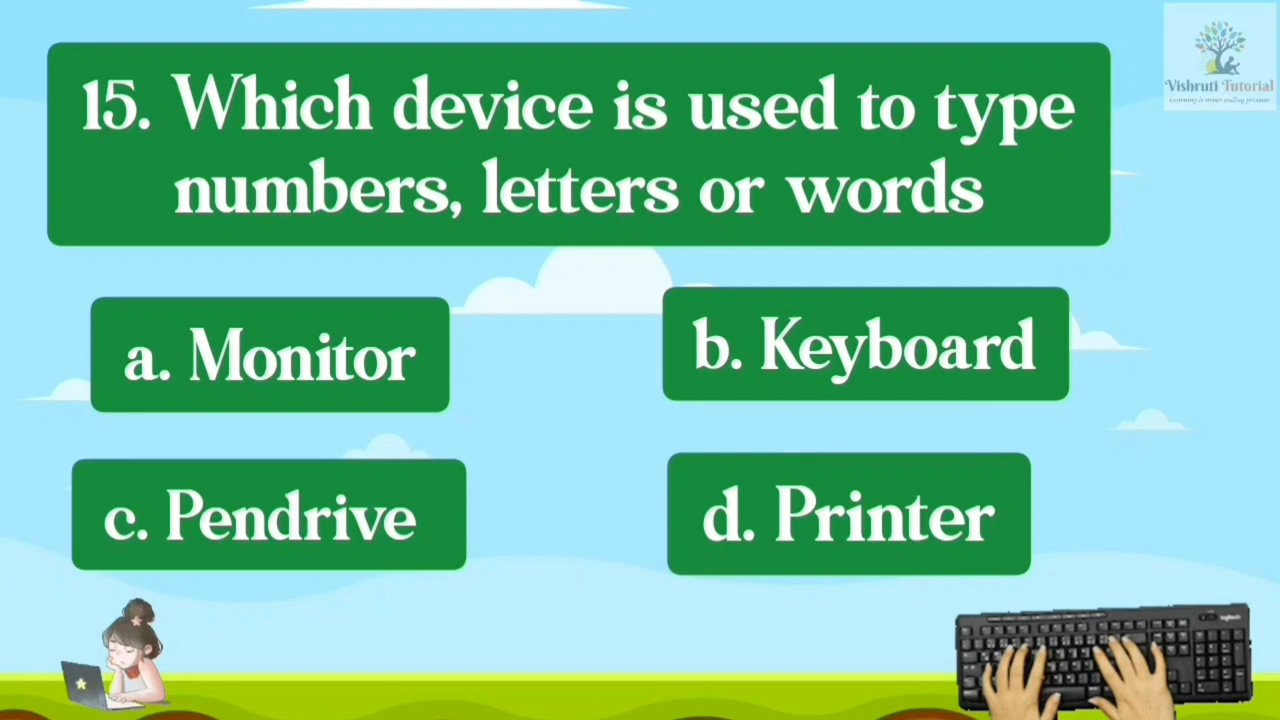 15. Which device is used to type
numbers, letters or words
a. Monitor
b. Keyboard
c. Pendrive
d. Printer
Vishruti Tutorial